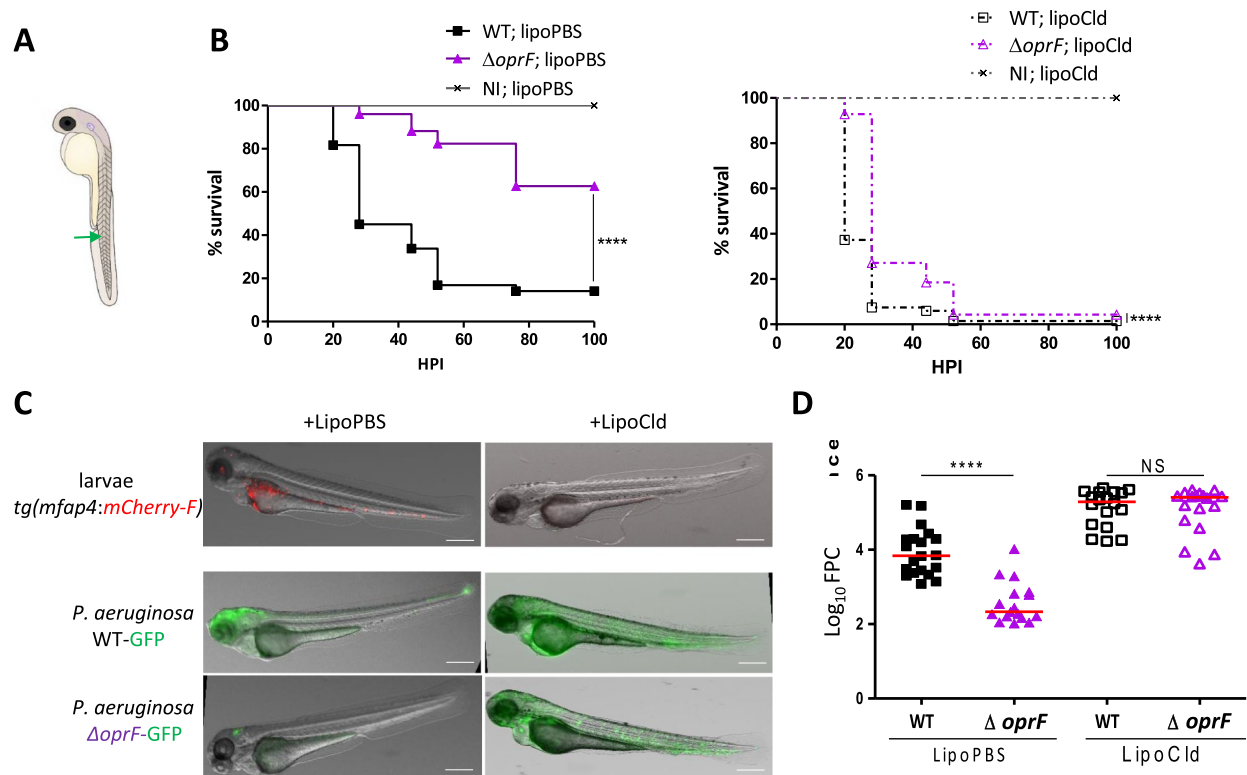 A
B
WT; lipoPBS
ΔoprF; lipoPBS
NI; lipoPBS
% survival
100
80
60
40
20
0
0 20 40 60 80 100
HPI
****
WT; lipoCld
ΔoprF; lipoCld
NI; lipoCld
% survival
100
80
60
40
20
0
0 20 40 60 80 100
HPI
****
C
+LipoPBS +LipoCld
larvae
tg(mfap4:mCherry-F)
P. aeruginosa
WT-GFP
P. aeruginosa
ΔoprF-GFP
D
Log10 FPC
6
4
2
0
**** NS
WT Δ oprF WT Δ oprF
LipoPBS LipoCld